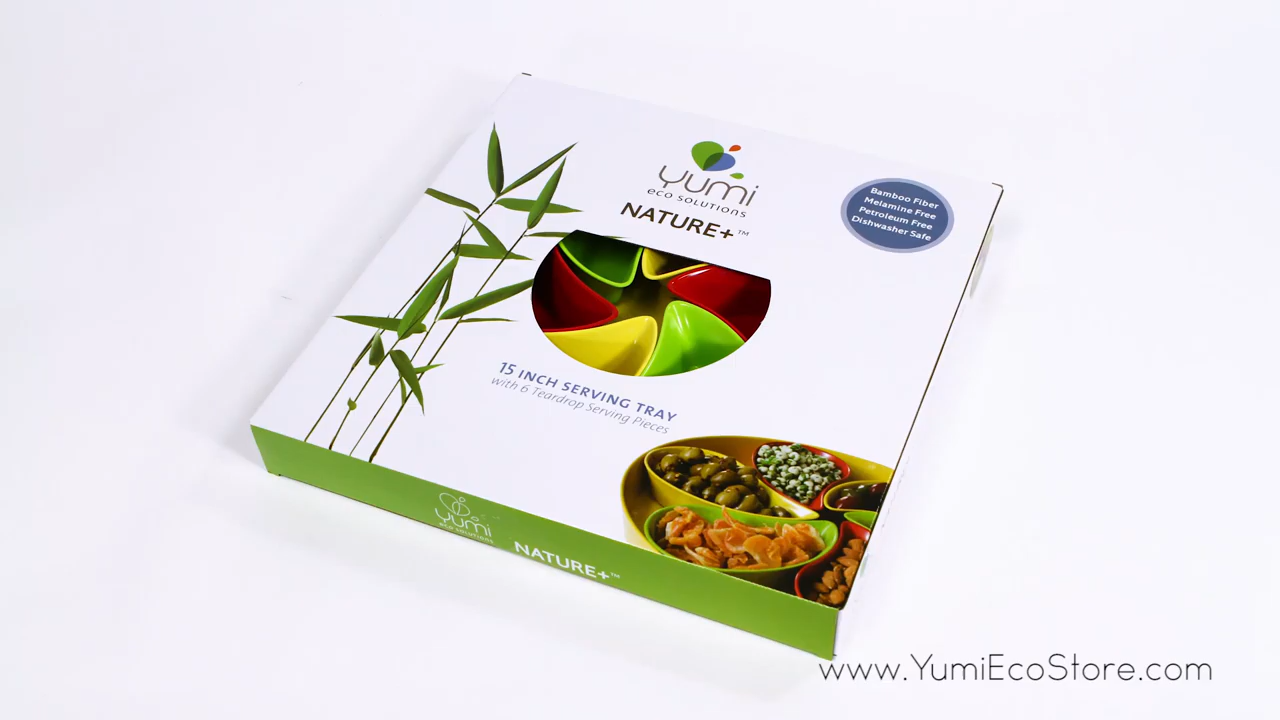 yumi
eco solutions
NATURE+™
Bamboo Fiber
Melamine Free
Petroleum Free
Dishwasher Safe
15 INCH SERVING TRAY
with 6 Teardrop Serving Pieces
yumi
eco solutions
NATURE+™
www.YumiEcoStore.com